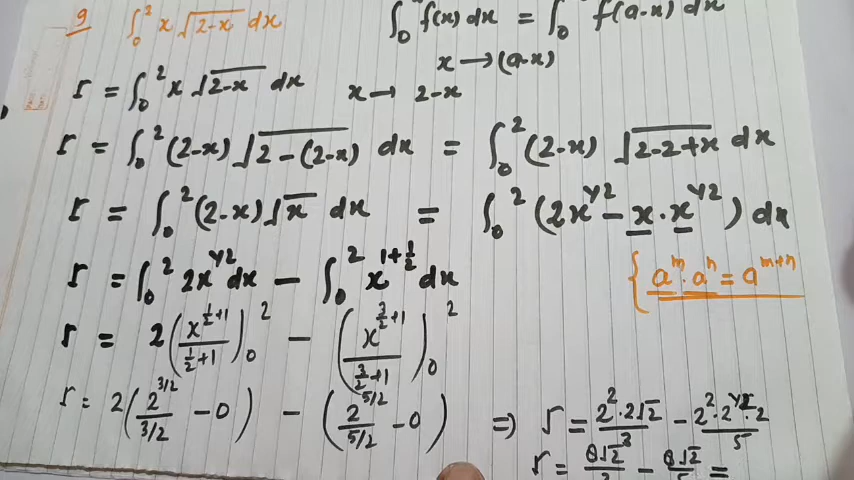 9 ∫₀² x √(2-x) dx
∫₀ f(x) dx = ∫₀ f(a-x) dx
x → (a-x)
I = ∫₀² x √(2-x) dx x → 2-x
I = ∫₀² (2-x) √(2-(2-x)) dx = ∫₀² (2-x) √(2-2+x) dx
I = ∫₀² (2-x) √x dx = ∫₀² (2x^(1/2) - x · x^(1/2)) dx
I = ∫₀² 2x^(1/2) dx - ∫₀² x^(1+1/2) dx
{ a^m · a^n = a^(m+n)
I = 2 (x^(1/2+1) / (1/2+1))₀² - (x^(3/2+1) / (3/2+1))₀²
I = 2 (2^(3/2) / (3/2) - 0) - (2^(5/2) / (5/2) - 0) ⇒ I = (2² · 2√2)/3 - (2² · 2^(1/2) · 2)/5
I = 8√2/3 - 8√2/5 =